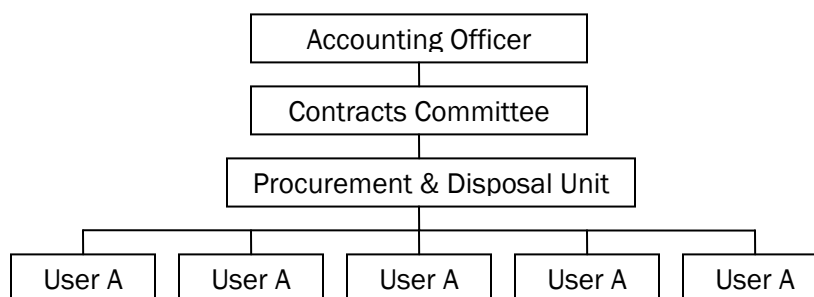 Accounting Officer
Contracts Committee
Procurement & Disposal Unit
User A User A User A User A User A